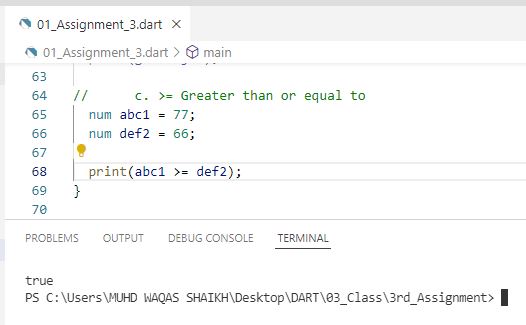 01_Assignment_3.dart
01_Assignment_3.dart > main
63
64 // c. >= Greater than or equal to
65 num abc1 = 77;
66 num def2 = 66;
67
68 print(abc1 >= def2);
69 }
70
PROBLEMS OUTPUT DEBUG CONSOLE TERMINAL
true
PS C:\Users\MUHD WAQAS SHAIKH\Desktop\DART\03_Class\3rd_Assignment>